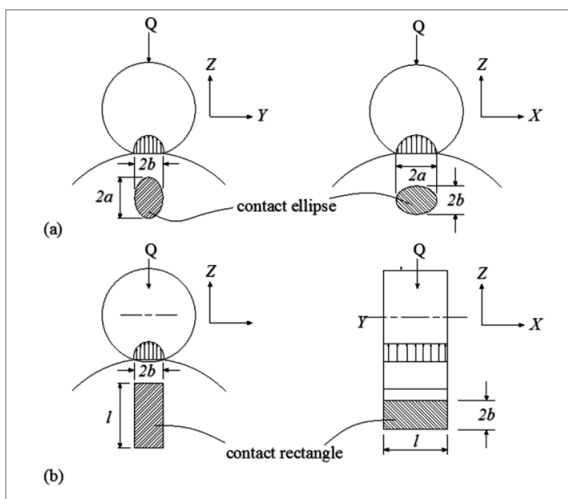 Q
Z
Y
2b
2a
Q
Z
X
2a
2b
contact ellipse
(a)
Q
Z
2b
l
Q
Z
Y
X
2b
l
contact rectangle
(b)